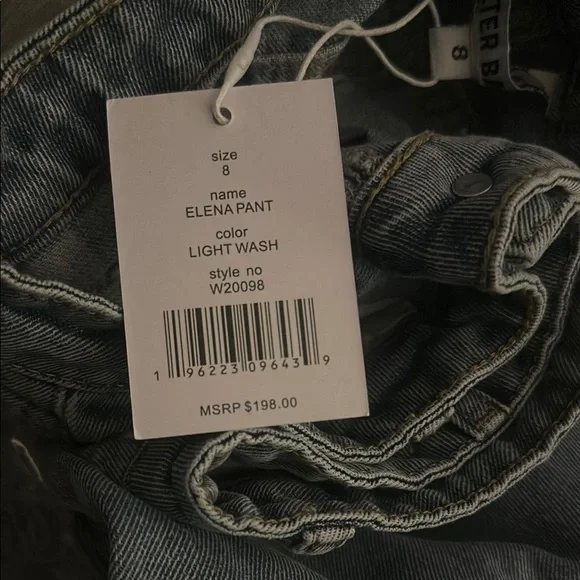 size
8
name
ELENA PANT
color
LIGHT WASH
style no
W20098
1 96223 09643 9
MSRP $198.00
8